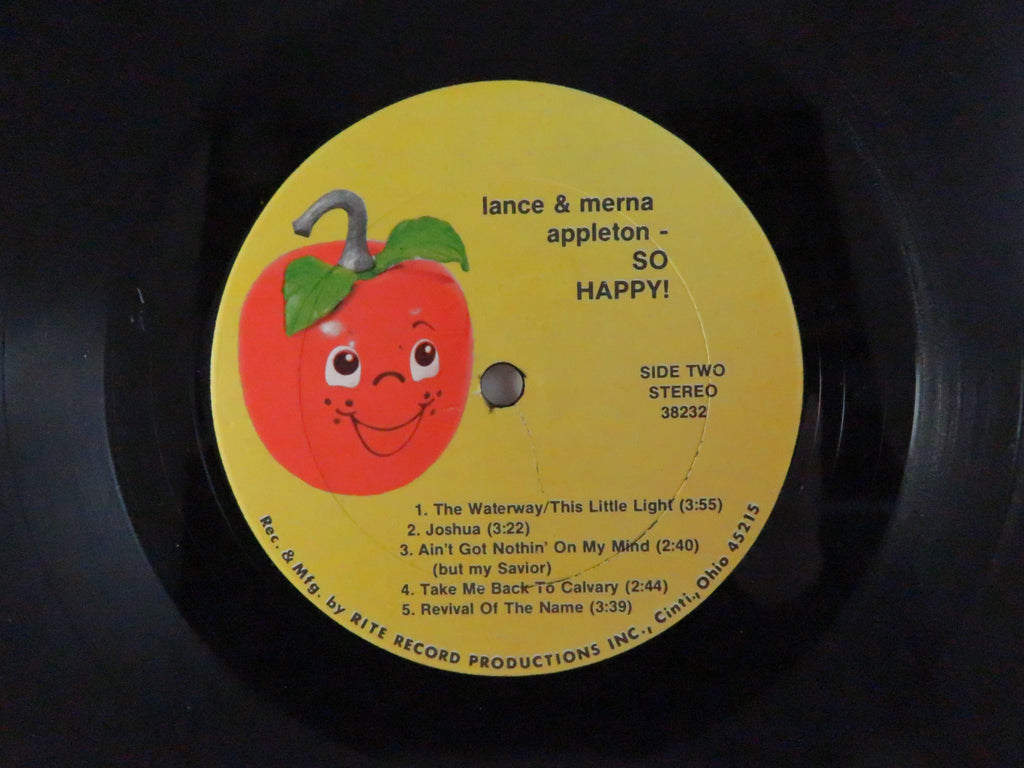 lance & merna
appleton -
SO
HAPPY!
SIDE TWO
STEREO
38232
1. The Waterway/This Little Light (3:55)
2. Joshua (3:22)
3. Ain't Got Nothin' On My Mind (2:40)
(but my Savior)
4. Take Me Back To Calvary (2:44)
5. Revival Of The Name (3:39)
Rec. & Mfg. by RITE RECORD PRODUCTIONS INC., Cinti., Ohio 45215